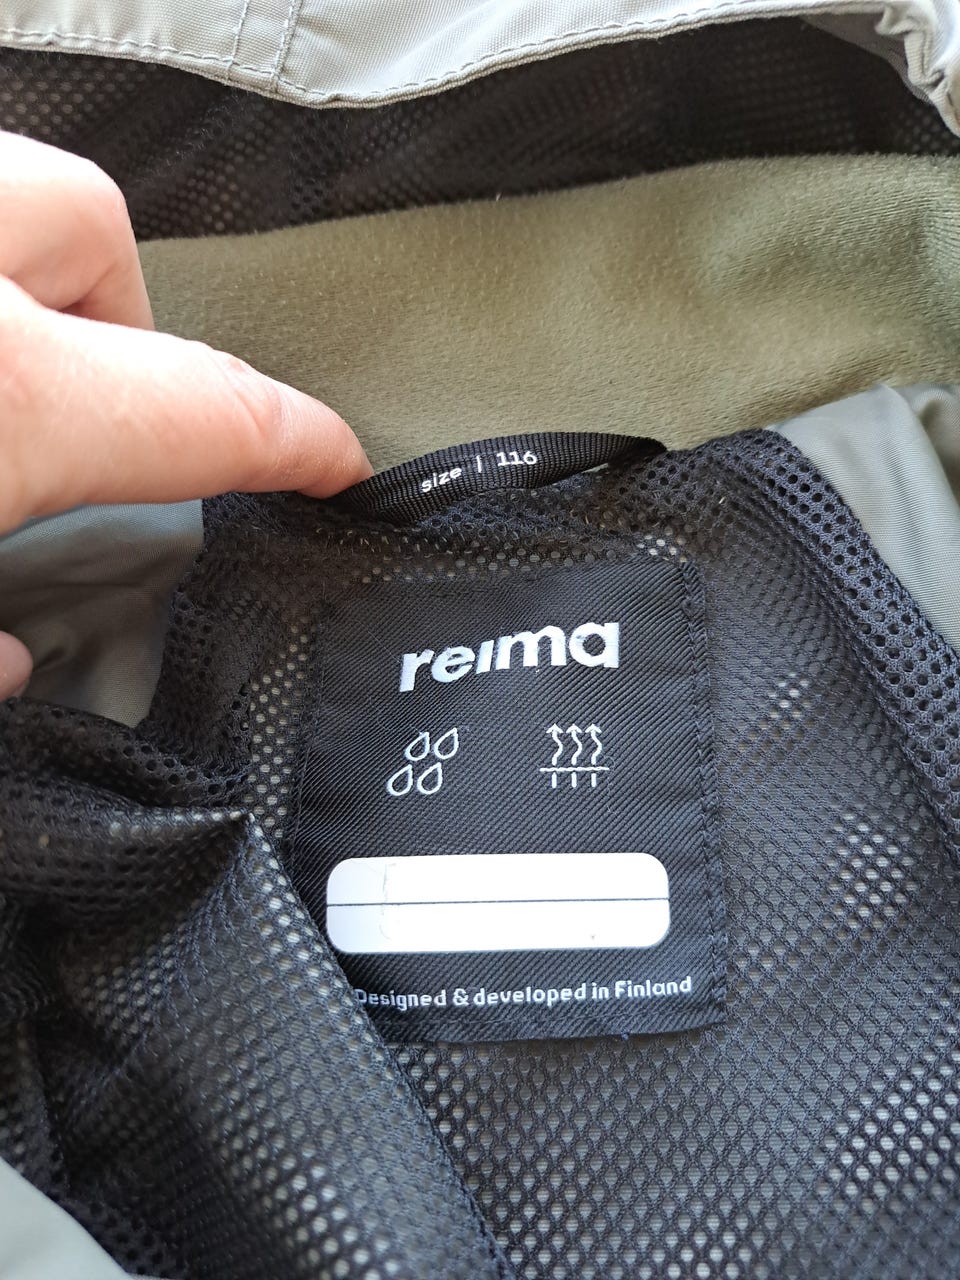 size | 116
reima
Designed & developed in Finland